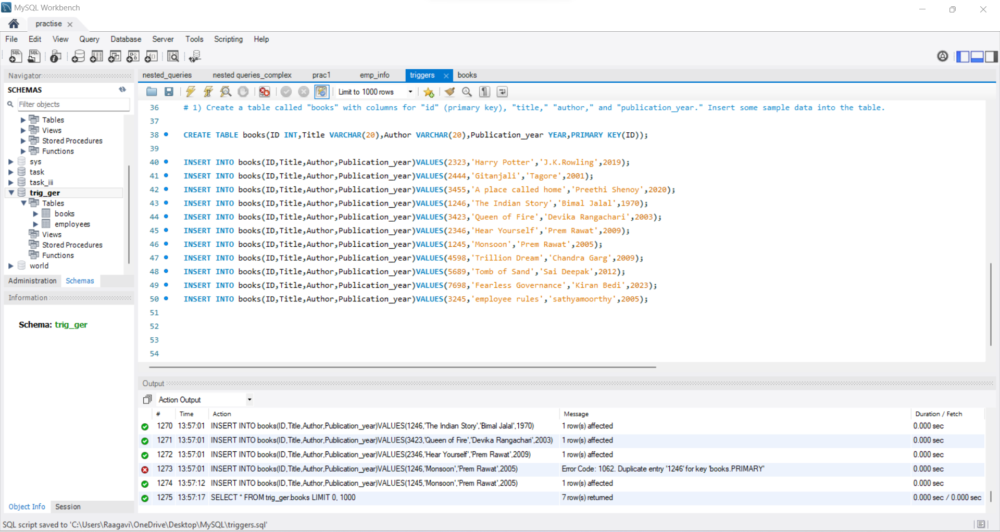 MySQL Workbench
practise
File Edit View Query Database Server Tools Scripting Help
Navigator
SCHEMAS
Filter objects
Tables
Views
Stored Procedures
Functions
sys
task
task_iii
trig_ger
Tables
books
employees
Views
Stored Procedures
Functions
world
Administration Schemas
Information
Schema: trig_ger
Object Info Session
nested_queries nested queries_complex prac1 emp_info triggers books
Limit to 1000 rows
36 # 1) Create a table called "books" with columns for "id" (primary key), "title," "author," and "publication_year." Insert some sample data into the table.
37
38 CREATE TABLE books(ID INT,Title VARCHAR(20),Author VARCHAR(20),Publication_year YEAR,PRIMARY KEY(ID));
39
40 INSERT INTO books(ID,Title,Author,Publication_year)VALUES(2323,'Harry Potter','J.K.Rowling',2019);
41 INSERT INTO books(ID,Title,Author,Publication_year)VALUES(2444,'Gitanjali','Tagore',2001);
42 INSERT INTO books(ID,Title,Author,Publication_year)VALUES(3455,'A place called home','Preethi Shenoy',2020);
43 INSERT INTO books(ID,Title,Author,Publication_year)VALUES(1246,'The Indian Story','Bimal Jalal',1970);
44 INSERT INTO books(ID,Title,Author,Publication_year)VALUES(3423,'Queen of Fire','Devika Rangachari',2003);
45 INSERT INTO books(ID,Title,Author,Publication_year)VALUES(2346,'Hear Yourself','Prem Rawat',2009);
46 INSERT INTO books(ID,Title,Author,Publication_year)VALUES(1245,'Monsoon','Prem Rawat',2005);
47 INSERT INTO books(ID,Title,Author,Publication_year)VALUES(4598,'Trillion Dream','Chandra Garg',2009);
48 INSERT INTO books(ID,Title,Author,Publication_year)VALUES(5689,'Tomb of Sand','Sai Deepak',2012);
49 INSERT INTO books(ID,Title,Author,Publication_year)VALUES(7698,'Fearless Governance','Kiran Bedi',2023);
50 INSERT INTO books(ID,Title,Author,Publication_year)VALUES(3245,'employee rules','sathyamoorthy',2005);
51
52
53
54
Output
Action Output
# Time Action Message Duration / Fetch
1270 13:57:01 INSERT INTO books(ID,Title,Author,Publication_year)VALUES(1246,'The Indian Story','Bimal Jalal',1970) 1 row(s) affected 0.000 sec
1271 13:57:01 INSERT INTO books(ID,Title,Author,Publication_year)VALUES(3423,'Queen of Fire','Devika Rangachari',2003) 1 row(s) affected 0.000 sec
1272 13:57:01 INSERT INTO books(ID,Title,Author,Publication_year)VALUES(2346,'Hear Yourself','Prem Rawat',2009) 1 row(s) affected 0.000 sec
1273 13:57:01 INSERT INTO books(ID,Title,Author,Publication_year)VALUES(1246,'Monsoon','Prem Rawat',2005) Error Code: 1062. Duplicate entry '1246' for key 'books.PRIMARY' 0.000 sec
1274 13:57:12 INSERT INTO books(ID,Title,Author,Publication_year)VALUES(1245,'Monsoon','Prem Rawat',2005) 1 row(s) affected 0.000 sec
1275 13:57:17 SELECT * FROM trig_ger.books LIMIT 0, 1000 7 row(s) returned 0.000 sec / 0.000 sec
SQL script saved to 'C:\Users\Raagavi\OneDrive\Desktop\MySQL\triggers.sql'